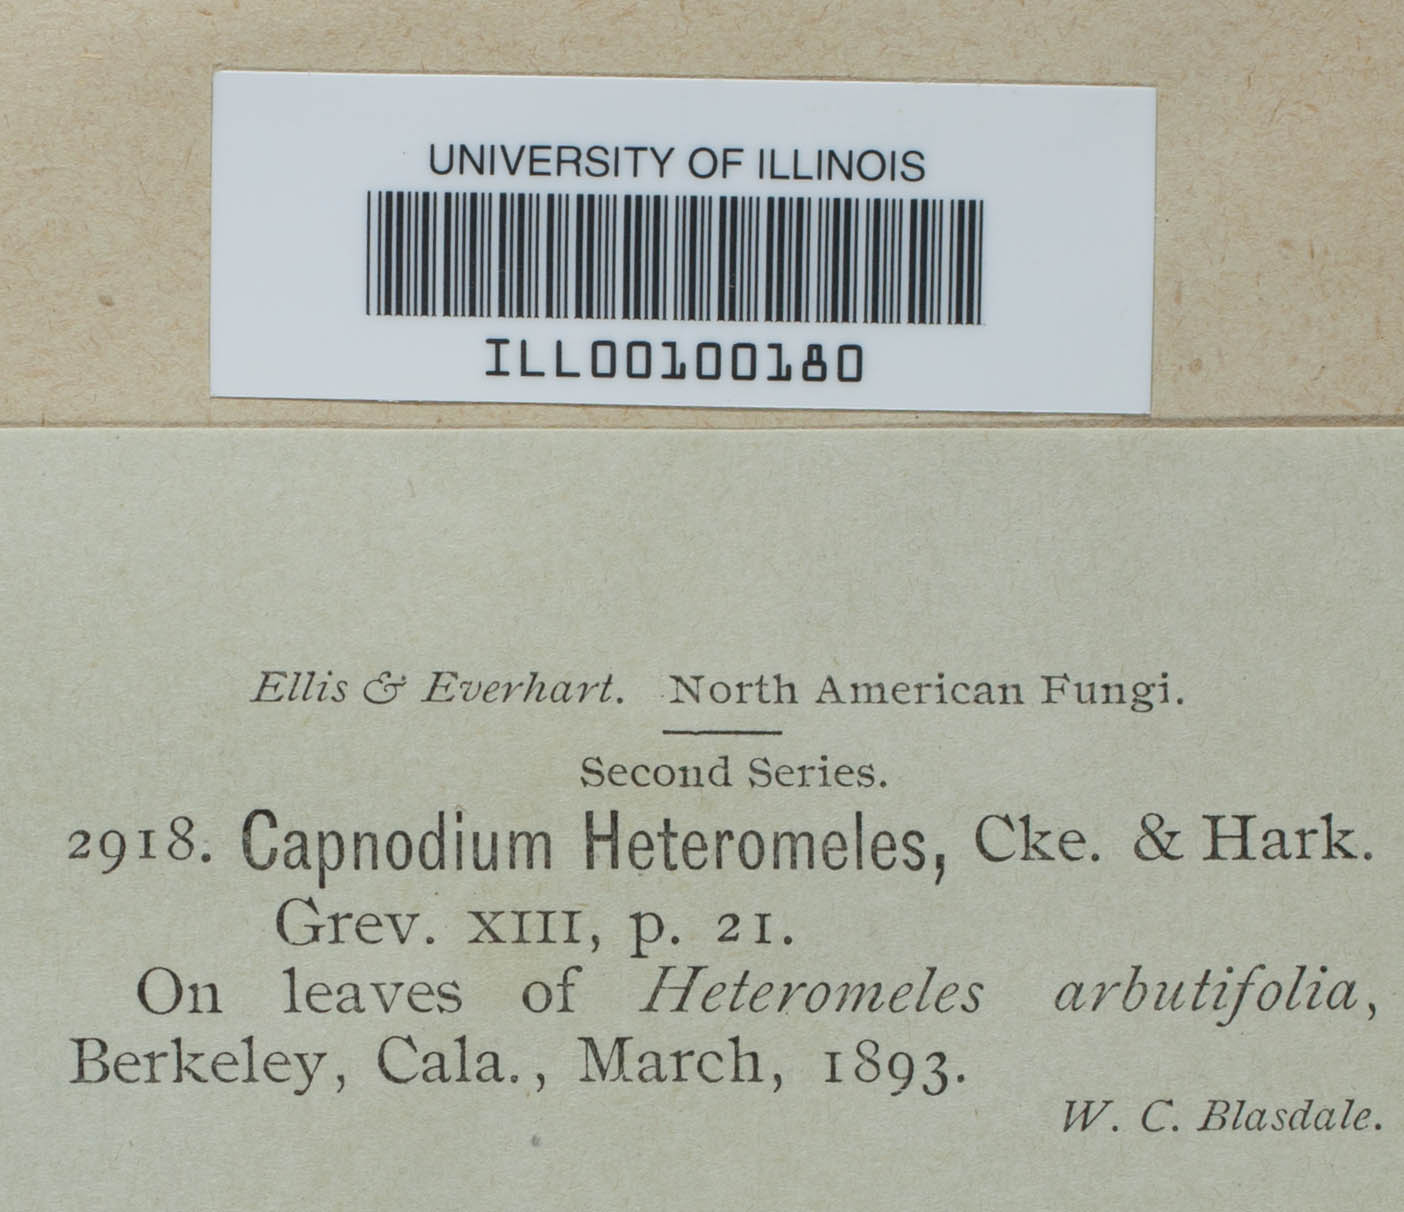 UNIVERSITY OF ILLINOIS
ILL00100180
Ellis & Everhart. North American Fungi.
Second Series.
2918. Capnodium Heteromeles, Cke. & Hark.
Grev. XIII, p. 21.
On leaves of Heteromeles arbutifolia,
Berkeley, Cala., March, 1893.
W. C. Blasdale.